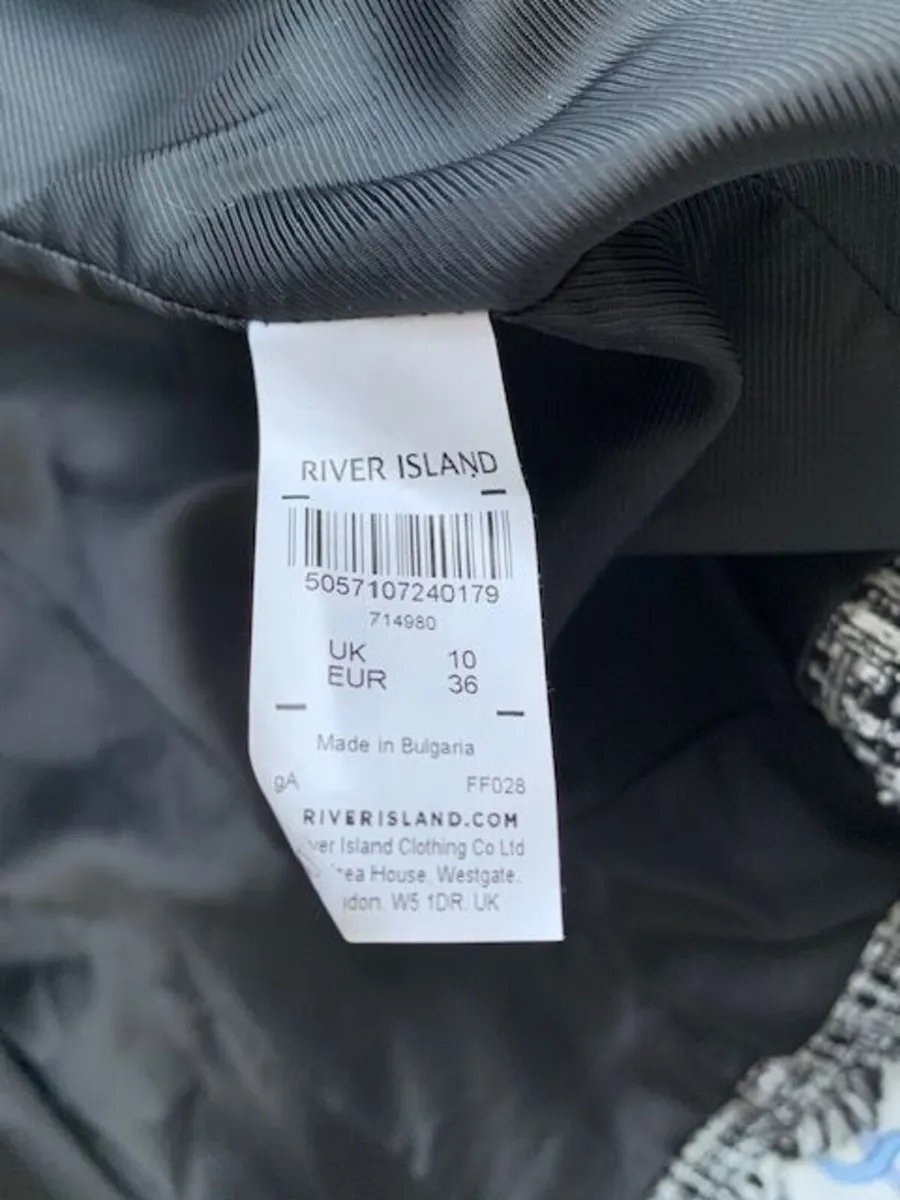 RIVER ISLAND
5057107240179
714980
UK 10
EUR 36
Made in Bulgaria
gA FF028
RIVERISLAND.COM
Island Clothing Co Ltd
House, Westgate,
W5 1DR, UK